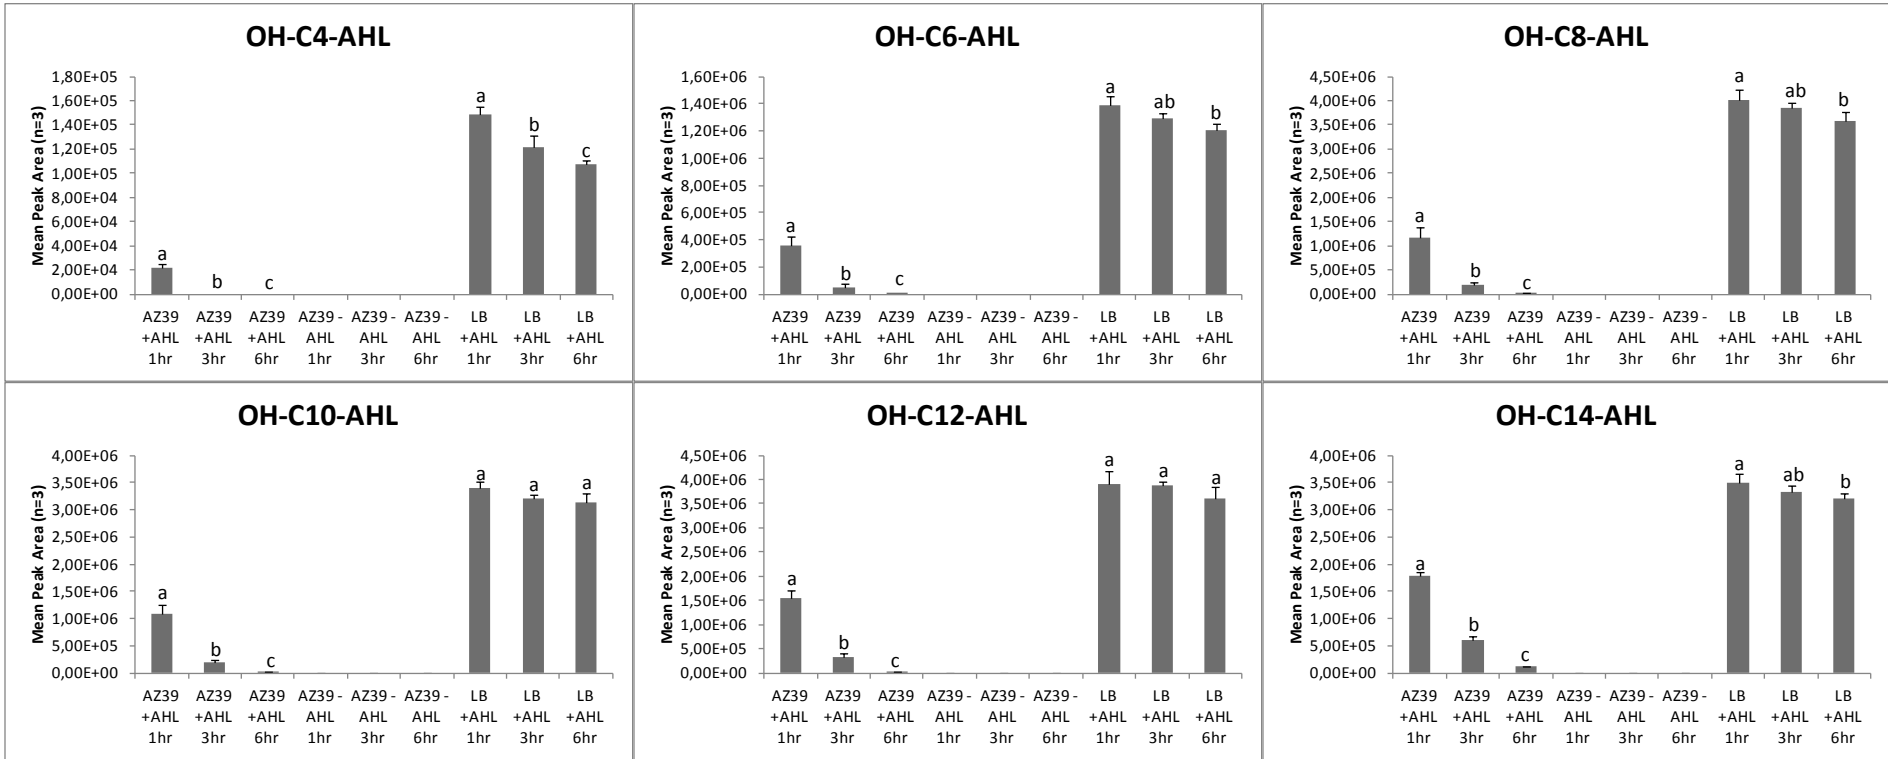 OH-C4-AHL
Mean Peak Area (n=3)
1,80E+05
1,60E+05
1,40E+05
1,20E+05
1,00E+05
8,00E+04
6,00E+04
4,00E+04
2,00E+04
0,00E+00
a
b
c
a
b
c
AZ39 AZ39 AZ39 AZ39 - AZ39 - AZ39 - LB LB LB
+AHL +AHL +AHL AHL AHL AHL +AHL +AHL +AHL
1hr 3hr 6hr 1hr 3hr 6hr 1hr 3hr 6hr
OH-C6-AHL
Mean Peak Area (n=3)
1,60E+06
1,40E+06
1,20E+06
1,00E+06
8,00E+05
6,00E+05
4,00E+05
2,00E+05
0,00E+00
a
b
c
a
ab
b
AZ39 AZ39 AZ39 AZ39 - AZ39 - AZ39 - LB LB LB
+AHL +AHL +AHL AHL AHL AHL +AHL +AHL +AHL
1hr 3hr 6hr 1hr 3hr 6hr 1hr 3hr 6hr
OH-C8-AHL
Mean Peak Area (n=3)
4,50E+06
4,00E+06
3,50E+06
3,00E+06
2,50E+06
2,00E+06
1,50E+06
1,00E+06
5,00E+05
0,00E+00
a
b
c
a
ab
b
AZ39 AZ39 AZ39 AZ39 - AZ39 - AZ39 - LB LB LB
+AHL +AHL +AHL AHL AHL AHL +AHL +AHL +AHL
1hr 3hr 6hr 1hr 3hr 6hr 1hr 3hr 6hr
OH-C10-AHL
Mean Peak Area (n=3)
4,00E+06
3,50E+06
3,00E+06
2,50E+06
2,00E+06
1,50E+06
1,00E+06
5,00E+05
0,00E+00
a
b
c
a
a
a
AZ39 AZ39 AZ39 AZ39 - AZ39 - AZ39 - LB LB LB
+AHL +AHL +AHL AHL AHL AHL +AHL +AHL +AHL
1hr 3hr 6hr 1hr 3hr 6hr 1hr 3hr 6hr
OH-C12-AHL
Mean Peak Area (n=3)
4,50E+06
4,00E+06
3,50E+06
3,00E+06
2,50E+06
2,00E+06
1,50E+06
1,00E+06
5,00E+05
0,00E+00
a
b
c
a
a
a
AZ39 AZ39 AZ39 AZ39 - AZ39 - AZ39 - LB LB LB
+AHL +AHL +AHL AHL AHL AHL +AHL +AHL +AHL
1hr 3hr 6hr 1hr 3hr 6hr 1hr 3hr 6hr
OH-C14-AHL
Mean Peak Area (n=3)
4,00E+06
3,50E+06
3,00E+06
2,50E+06
2,00E+06
1,50E+06
1,00E+06
5,00E+05
0,00E+00
a
b
c
a
ab
b
AZ39 AZ39 AZ39 AZ39 - AZ39 - AZ39 - LB LB LB
+AHL +AHL +AHL AHL AHL AHL +AHL +AHL +AHL
1hr 3hr 6hr 1hr 3hr 6hr 1hr 3hr 6hr